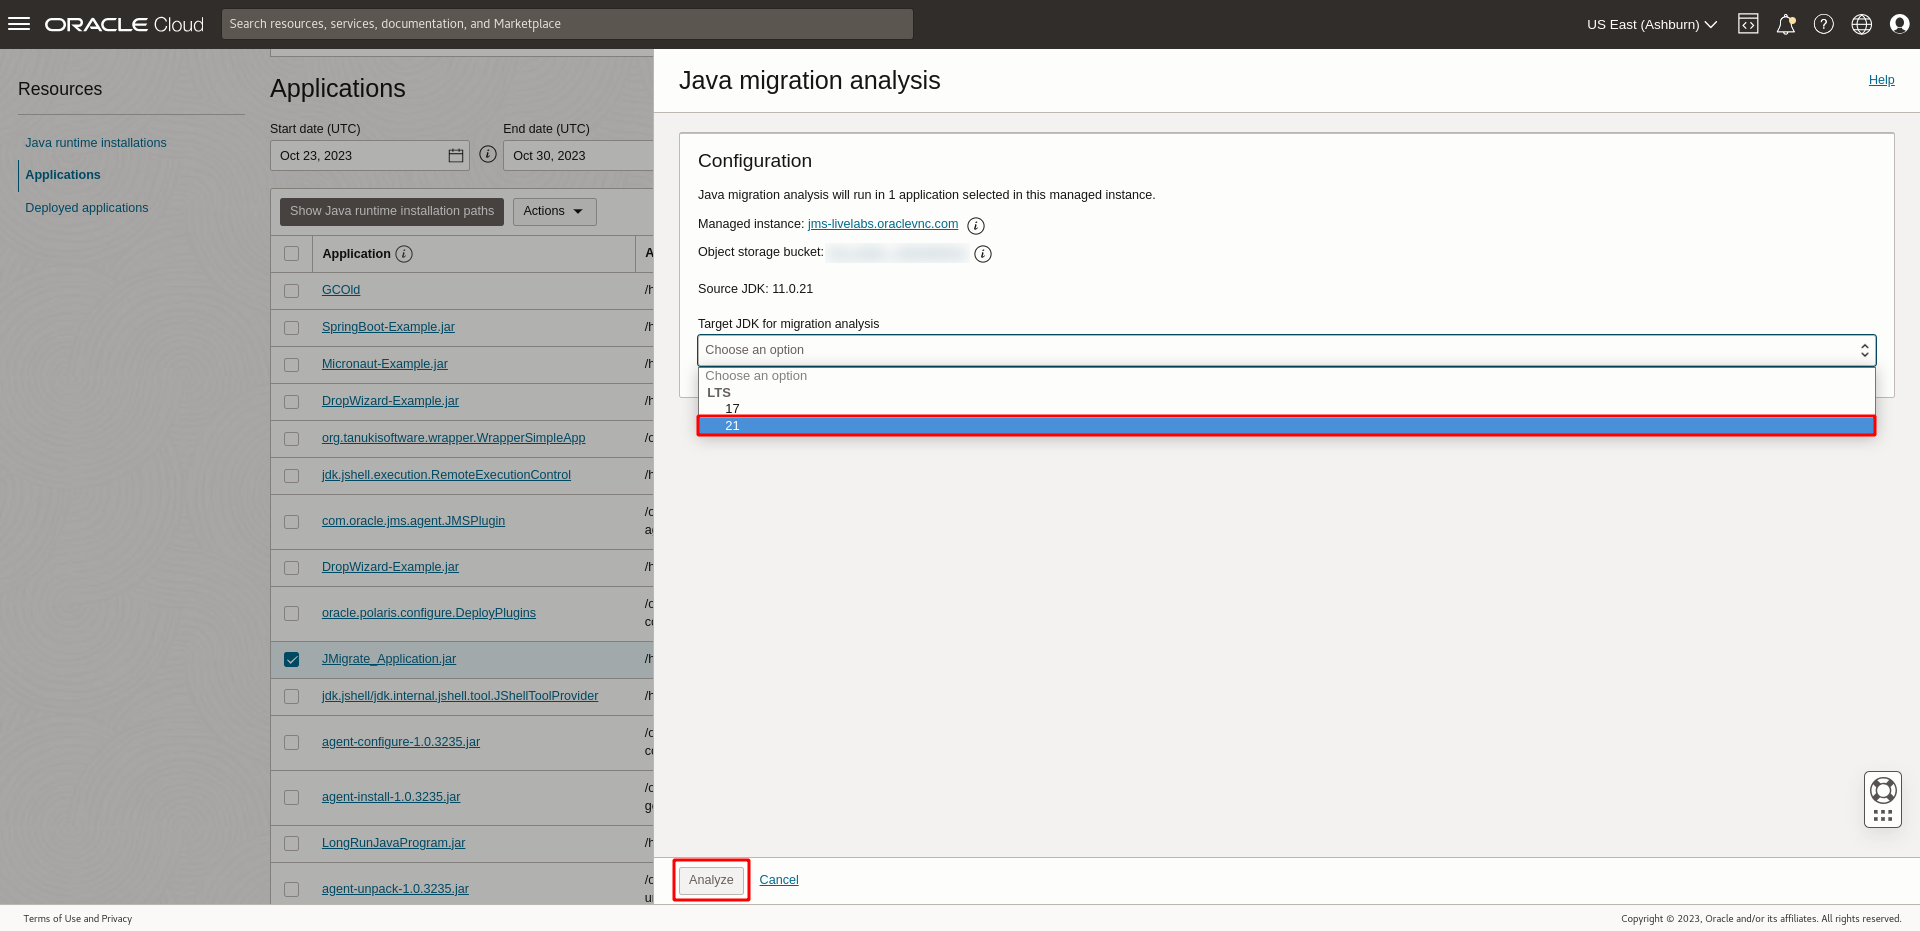 ORACLE Cloud
Search resources, services, documentation, and Marketplace
US East (Ashburn)
Resources
Java runtime installations
Applications
Deployed applications
Applications
Start date (UTC)
End date (UTC)
Oct 23, 2023
Oct 30, 2023
Show Java runtime installation paths
Actions
Application
GCOld
SpringBoot-Example.jar
Micronaut-Example.jar
DropWizard-Example.jar
org.tanukisoftware.wrapper.WrapperSimpleApp
jdk.jshell.execution.RemoteExecutionControl
com.oracle.jms.agent.JMSPlugin
DropWizard-Example.jar
oracle.polaris.configure.DeployPlugins
JMigrate_Application.jar
jdk.jshell/jdk.internal.jshell.tool.JShellToolProvider
agent-configure-1.0.3235.jar
agent-install-1.0.3235.jar
LongRunJavaProgram.jar
agent-unpack-1.0.3235.jar
Java migration analysis
Help
Configuration
Java migration analysis will run in 1 application selected in this managed instance.
Managed instance: jms-livelabs.oraclevnc.com
Object storage bucket:
Source JDK: 11.0.21
Target JDK for migration analysis
Choose an option
Choose an option
LTS
17
21
Analyze
Cancel
Terms of Use and Privacy
Copyright © 2023, Oracle and/or its affiliates. All rights reserved.